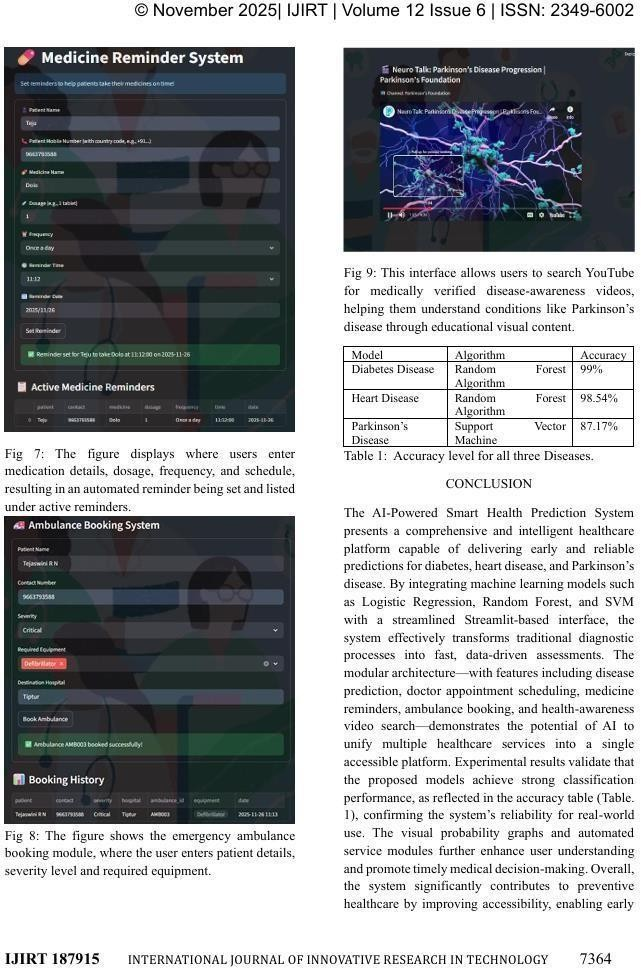 © November 2025| IJIRT | Volume 12 Issue 6 | ISSN: 2349-6002
Medicine Reminder System
Set reminders to help patients take their medicines on time!
Patient Name
Teju
Patient Mobile Number (with country code, e.g., +91...)
9663793588
Medicine Name
Dolo
Dosage (e.g., 1 tablet)
1
Frequency
Once a day
Reminder Time
11:12
Reminder Date
2025/11/26
Set Reminder
Reminder set for Teju to take Dolo at 11:12:00 on 2025-11-26
Active Medicine Reminders
patient contact medicine dosage frequency time date
0 Teju 9663793588 Dolo 1 Once a day 11:12:00 2025-11-26
Fig 7: The figure displays where users enter
medication details, dosage, frequency, and schedule,
resulting in an automated reminder being set and listed
under active reminders.
Ambulance Booking System
Patient Name
Tejaswini R N
Contact Number
9663793588
Severity
Critical
Required Equipment
Defibrillator ×
Destination Hospital
Tiptur
Book Ambulance
Ambulance AMB003 booked successfully!
Booking History
patient contact severity hospital ambulance_id equipment date
Tejaswini R N 9663793588 Critical Tiptur AMB003 Defibrillator 2025-11-26 11:13
Fig 8: The figure shows the emergency ambulance
booking module, where the user enters patient details,
severity level and required equipment.
Neuro Talk: Parkinson's Disease Progression |
Parkinson's Foundation
Channel: Parkinson's Foundation
Neuro Talk: Parkinson's Disease Progression | Parkinson's Fou...
Share Info
YouTube
Fig 9: This interface allows users to search YouTube
for medically verified disease-awareness videos,
helping them understand conditions like Parkinson's
disease through educational visual content.
Model Algorithm Accuracy
Diabetes Disease Random Forest Algorithm 99%
Heart Disease Random Forest Algorithm 98.54%
Parkinson's Disease Support Vector Machine 87.17%
Table 1: Accuracy level for all three Diseases.
CONCLUSION
The AI-Powered Smart Health Prediction System
presents a comprehensive and intelligent healthcare
platform capable of delivering early and reliable
predictions for diabetes, heart disease, and Parkinson's
disease. By integrating machine learning models such
as Logistic Regression, Random Forest, and SVM
with a streamlined Streamlit-based interface, the
system effectively transforms traditional diagnostic
processes into fast, data-driven assessments. The
modular architecture—with features including disease
prediction, doctor appointment scheduling, medicine
reminders, ambulance booking, and health-awareness
video search—demonstrates the potential of AI to
unify multiple healthcare services into a single
accessible platform. Experimental results validate that
the proposed models achieve strong classification
performance, as reflected in the accuracy table (Table.
1), confirming the system's reliability for real-world
use. The visual probability graphs and automated
service modules further enhance user understanding
and promote timely medical decision-making. Overall,
the system significantly contributes to preventive
healthcare by improving accessibility, enabling early
IJIRT 187915 INTERNATIONAL JOURNAL OF INNOVATIVE RESEARCH IN TECHNOLOGY 7364